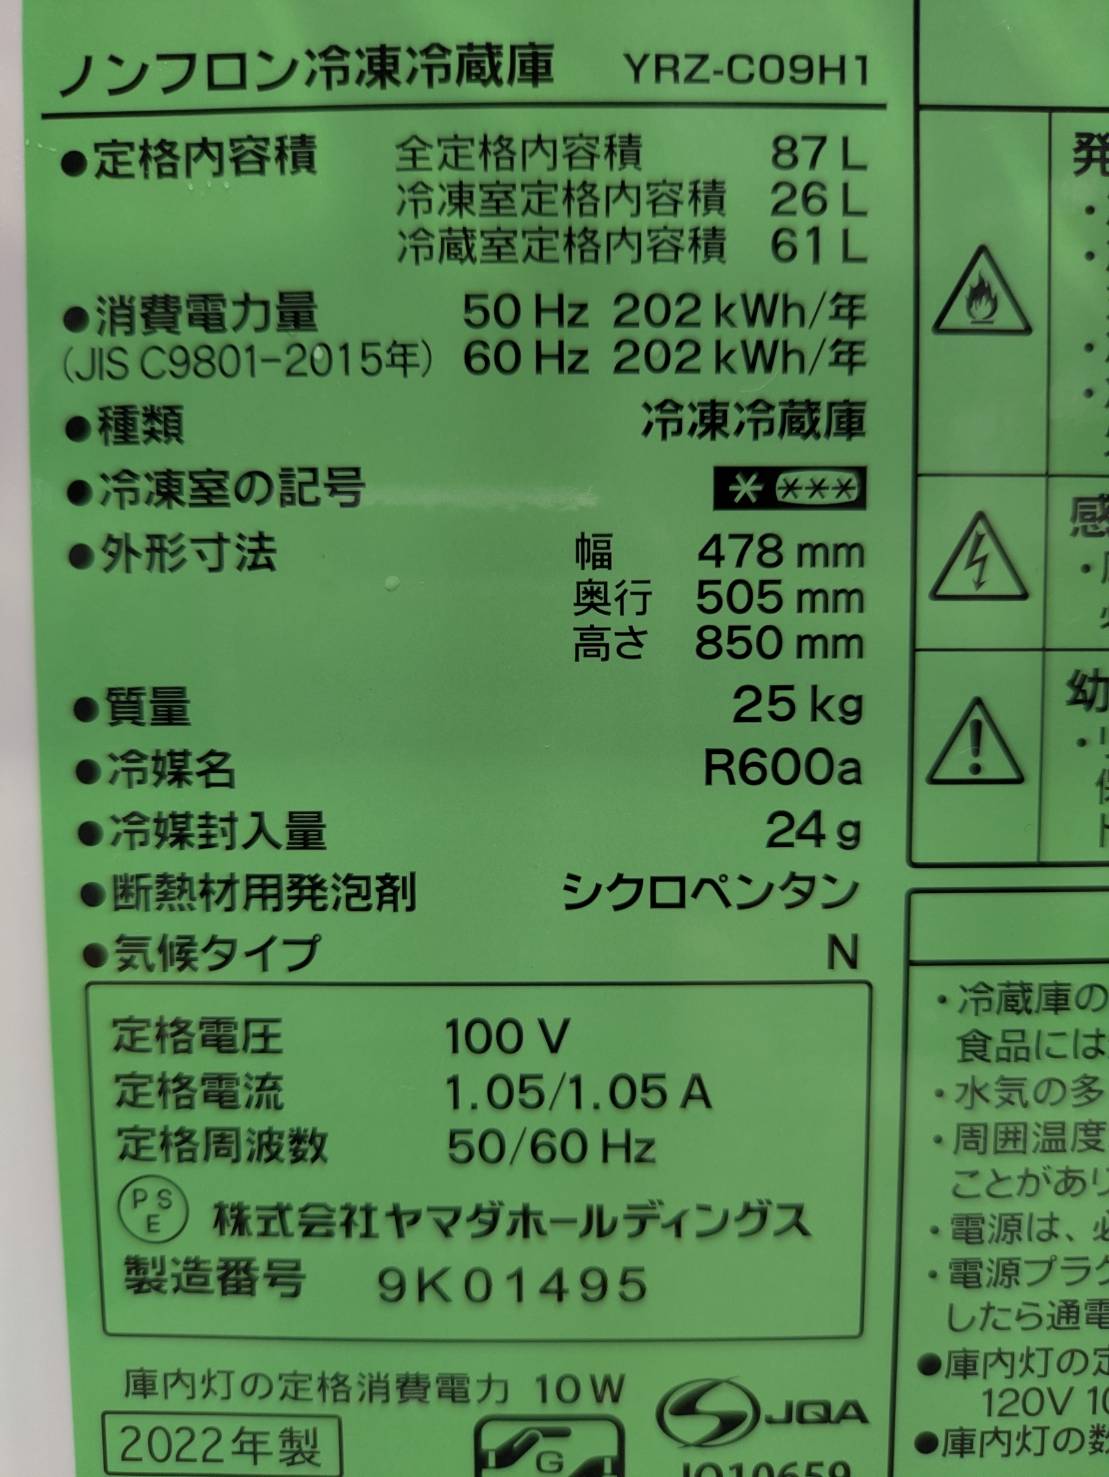 ノンフロン冷凍冷蔵庫 YRZ-C09H1
●定格内容積 全定格内容積 87 L
冷凍室定格内容積 26 L
冷蔵室定格内容積 61 L
●消費電力量 50 Hz 202 kWh/年
(JIS C9801-2015年) 60 Hz 202 kWh/年
●種類 冷凍冷蔵庫
●冷凍室の記号 * ***
●外形寸法 幅 478 mm
奥行 505 mm
高さ 850 mm
●質量 25 kg
●冷媒名 R600a
●冷媒封入量 24 g
●断熱材用発泡剤 シクロペンタン
●気候タイプ N
定格電圧 100 V
定格電流 1.05/1.05 A
定格周波数 50/60 Hz
PSE 株式会社ヤマダホールディングス
製造番号 9K01495
庫内灯の定格消費電力 10W
2022年製
G
JQA
JQ10659
発
感
幼
・冷蔵庫の
食品には
・水気の多
・周囲温度
ことがあり
・電源は、必
・電源プラグ
したら通電
●庫内灯の定
120V 10
●庫内灯の数